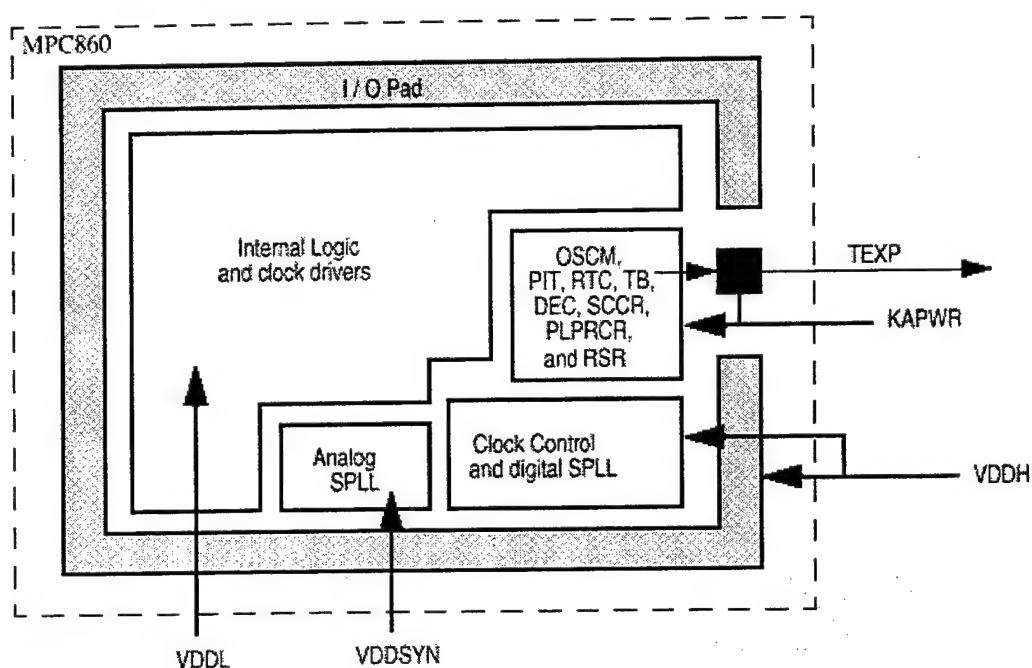 MPC860
I / O Pad
Internal Logic
and clock drivers
OSCM,
PIT, RTC, TB,
DEC, SCCR,
PLPRCR,
and RSR
TEXP
KAPWR
Analog
SPLL
Clock Control
and digital SPLL
VDDH
VDDL
VDDSYN